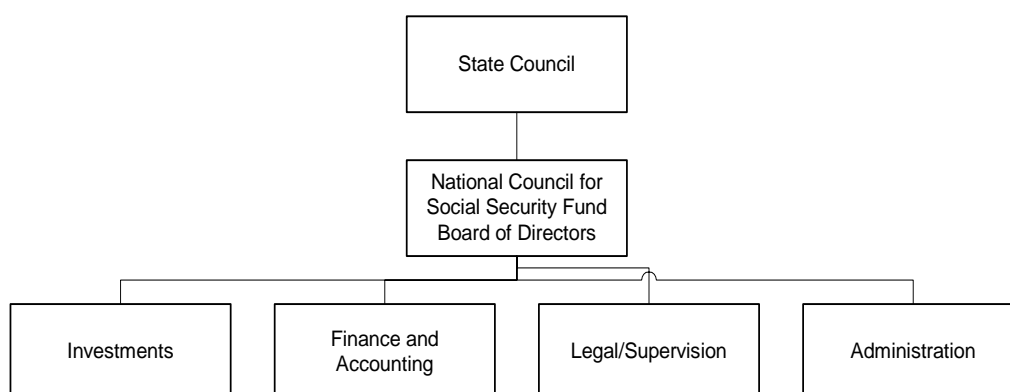 State Council
National Council for
Social Security Fund
Board of Directors
Investments
Finance and
Accounting
Legal/Supervision
Administration